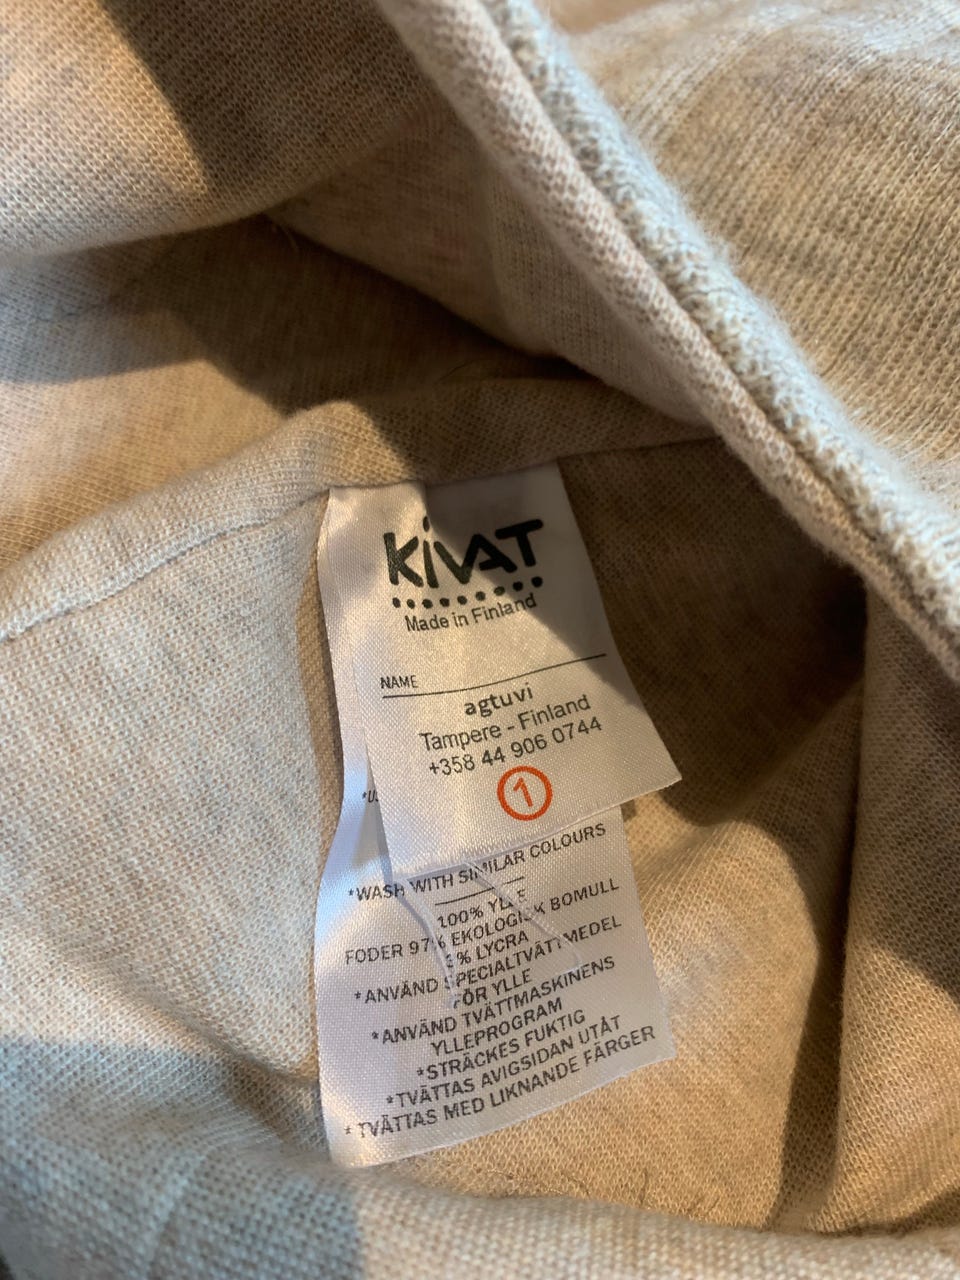 KiVAT
Made in Finland
NAME
agtuvi
Tampere - Finland
+358 44 906 0744
1
*WASH WITH SIMILAR COLOURS
100% YLLE
FODER 97% EKOLOGISK BOMULL
3% LYCRA
*ANVÄND SPECIALTVÄTTMEDEL
FÖR YLLE
*ANVÄND TVÄTTMASKINENS
YLLEPROGRAM
*STRÄCKES FUKTIG
*TVÄTTAS AVIGSIDAN UTÅT
* TVÄTTAS MED LIKNANDE FÄRGER